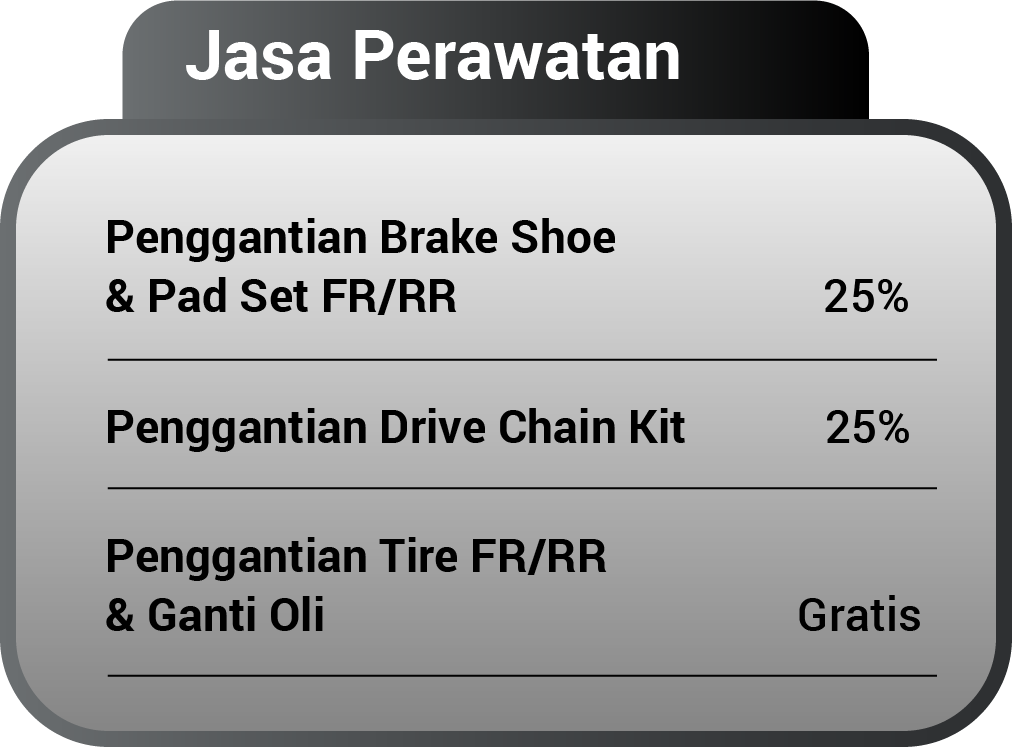 Jasa Perawatan
Penggantian Brake Shoe
& Pad Set FR/RR 25%
Penggantian Drive Chain Kit 25%
Penggantian Tire FR/RR
& Ganti Oli Gratis